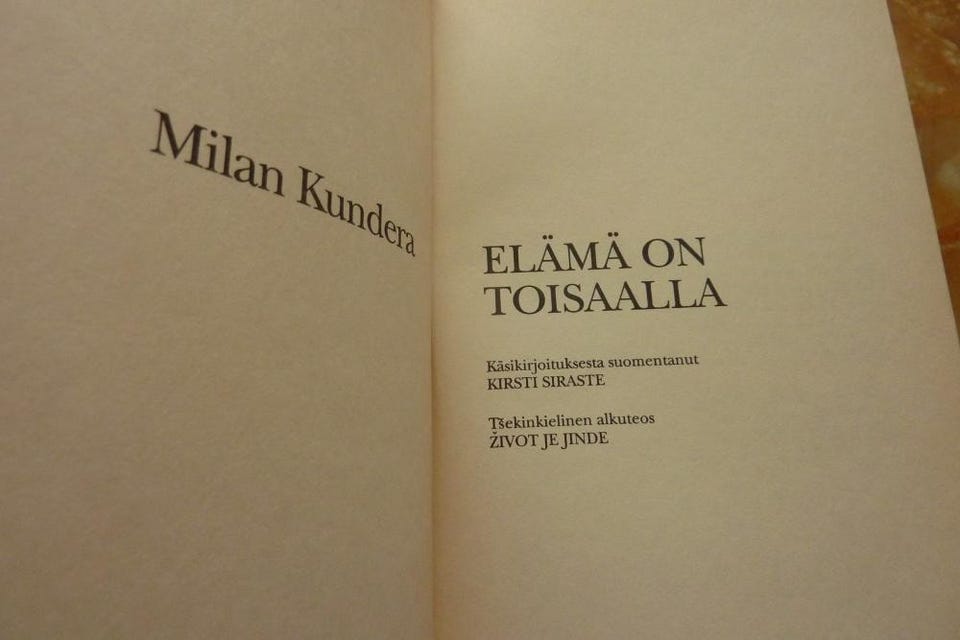 Milan Kundera
ELÄMÄ ON
TOISAALLA
Käsikirjoituksesta suomentanut
KIRSTI SIRASTE
Tšekinkielinen alkuteos
ŽIVOT JE JINDE